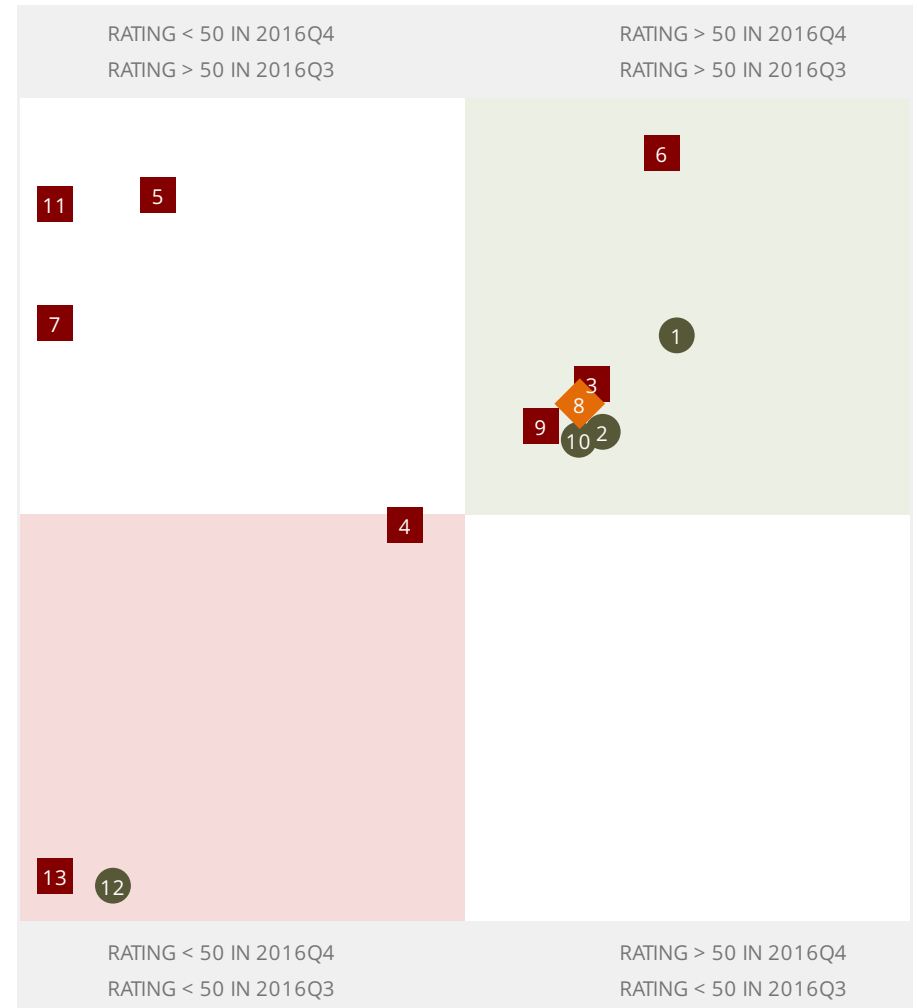 RATING < 50 IN 2016Q4
RATING > 50 IN 2016Q3
RATING > 50 IN 2016Q4
RATING > 50 IN 2016Q3
6
5
11
7
1
3
8
9
2
10
4
13
12
RATING < 50 IN 2016Q4
RATING < 50 IN 2016Q3
RATING > 50 IN 2016Q4
RATING < 50 IN 2016Q3